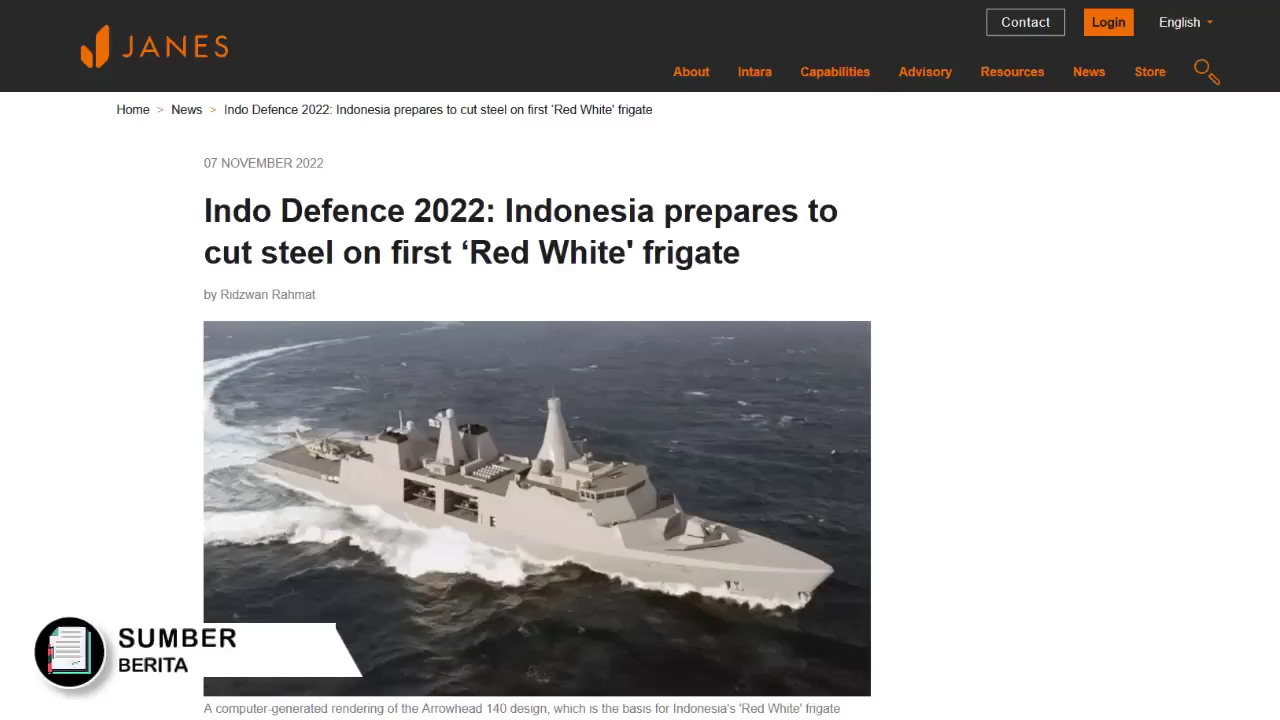 Contact
Login
English
JANES
About
Intara
Capabilities
Advisory
Resources
News
Store
Home > News > Indo Defence 2022: Indonesia prepares to cut steel on first ‘Red White' frigate
07 NOVEMBER 2022
Indo Defence 2022: Indonesia prepares to
cut steel on first ‘Red White' frigate
by Ridzwan Rahmat
SUMBER
BERITA
A computer-generated rendering of the Arrowhead 140 design, which is the basis for Indonesia's 'Red White' frigate